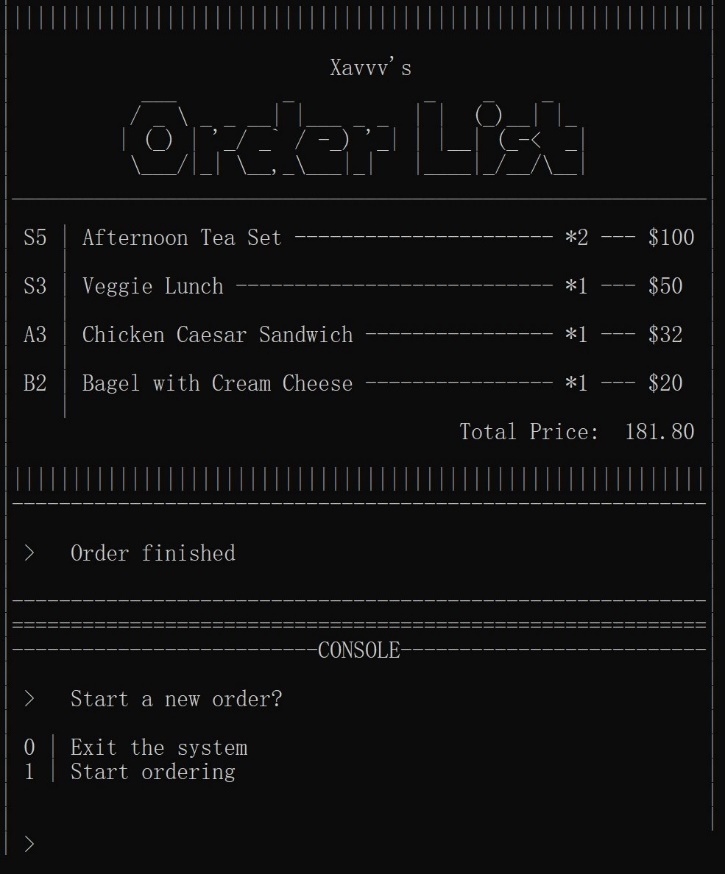 Xavvv's
Order List
S5 | Afternoon Tea Set ---------------------- *2 --- $100
S3 | Veggie Lunch --------------------------- *1 --- $50
A3 | Chicken Caesar Sandwich ---------------- *1 --- $32
B2 | Bagel with Cream Cheese ---------------- *1 --- $20
Total Price: 181.80
> Order finished
CONSOLE
> Start a new order?
0 | Exit the system
1 | Start ordering
>